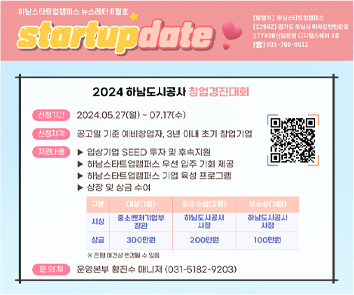 하남스타트업캠퍼스 뉴스레터 6월호
startupdate
[발행처] 하남스타트업캠퍼스
(☎) 031-790-9512
2024 하남도시공사 창업경진대회
신청기간 2024.05.27(월) ~ 07.17(수)
신청자격 공고일 기준 예비창업자, 3년 이내 초기 창업기업
지원내용 ▶ 입상기업 SEED 투자 및 후속지원
▶ 하남스타트업캠퍼스 우선 입주 기회 제공
▶ 하남스타트업캠퍼스 기업 육성 프로그램
▶ 상장 및 상금 수여
구분 대상(1팀) 최우수상(2팀) 우수상(3팀)
시상 중소벤처기업부 장관 하남도시공사 사장 하남도시공사 사장
상금 300만원 200만원 100만원
※ 진행 여건상 변경될 수 있음
문의처 운영본부 황진수 매니저 (031-5182-9203)